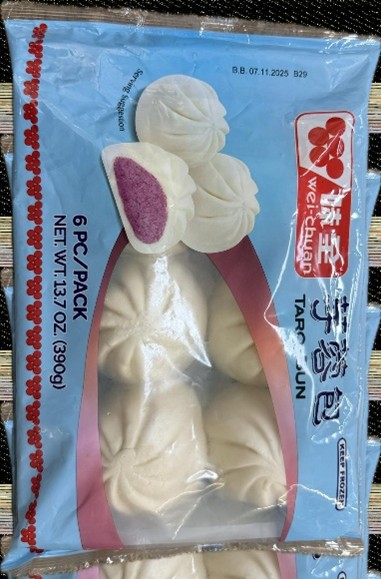 B.B. 07.11.2025 B29
Serving Suggestion
味全
wei-chuan
芋蓉包
TARO BUN
KEEP FROZEN
6 PC/PACK
NET. WT. 13.7 OZ. (390g)